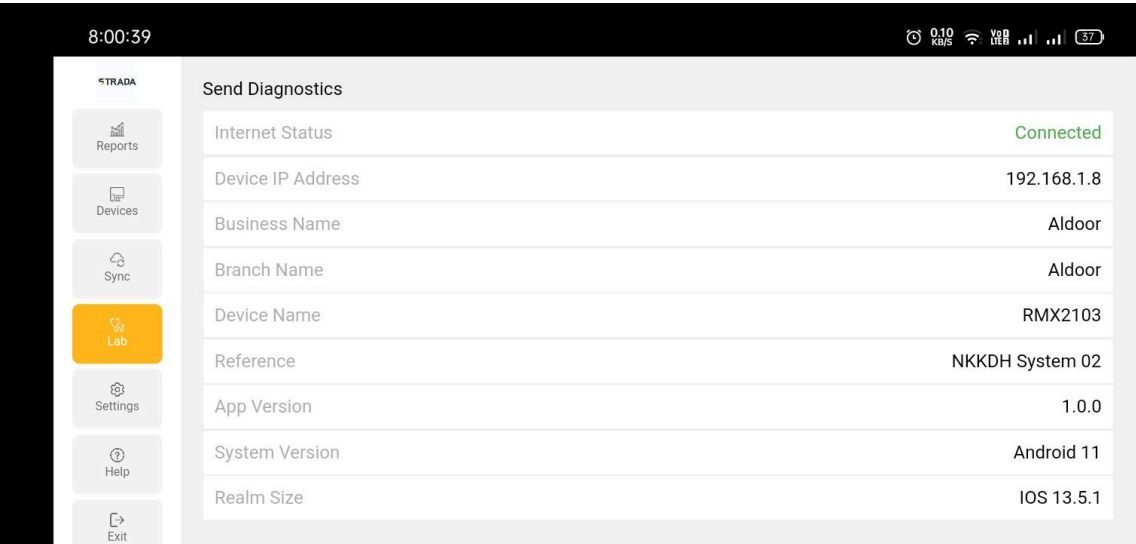 8:00:39
0.10
KB/S
Vo
LTE
37
STRADA
Reports
Devices
Sync
Lab
Settings
Help
Exit
Send Diagnostics
Internet Status Connected
Device IP Address 192.168.1.8
Business Name Aldoor
Branch Name Aldoor
Device Name RMX2103
Reference NKKDH System 02
App Version 1.0.0
System Version Android 11
Realm Size IOS 13.5.1